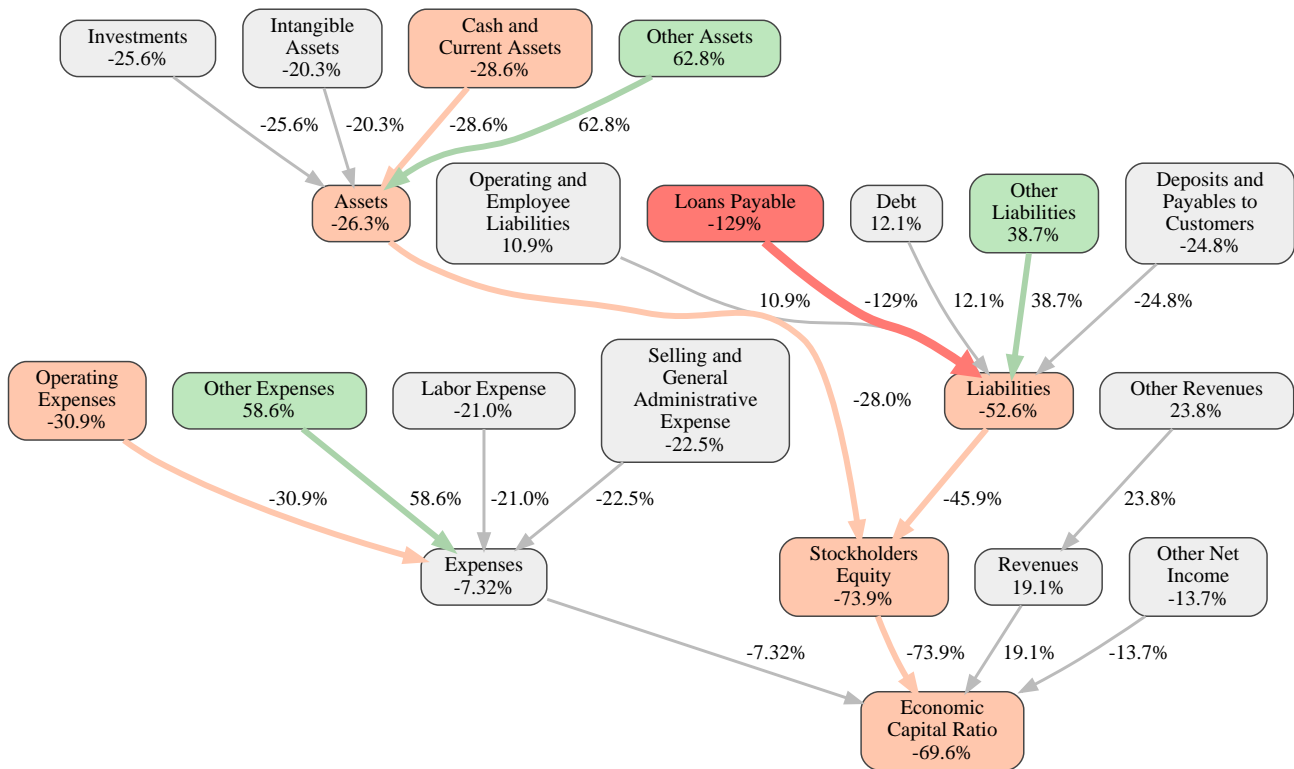 Investments
-25.6%
Intangible
Assets
-20.3%
Cash and
Current Assets
-28.6%
Other Assets
62.8%
-25.6%
-20.3%
-28.6%
62.8%
Assets
-26.3%
Operating and
Employee
Liabilities
10.9%
Loans Payable
-129%
Debt
12.1%
Other
Liabilities
38.7%
Deposits and
Payables to
Customers
-24.8%
10.9%
-129%
12.1%
38.7%
-24.8%
Operating
Expenses
-30.9%
Other Expenses
58.6%
Labor Expense
-21.0%
Selling and
General
Administrative
Expense
-22.5%
-28.0%
Liabilities
-52.6%
Other Revenues
23.8%
-30.9%
58.6%
-21.0%
-22.5%
-45.9%
23.8%
Expenses
-7.32%
Stockholders
Equity
-73.9%
Revenues
19.1%
Other Net
Income
-13.7%
-7.32%
-73.9%
19.1%
-13.7%
Economic
Capital Ratio
-69.6%